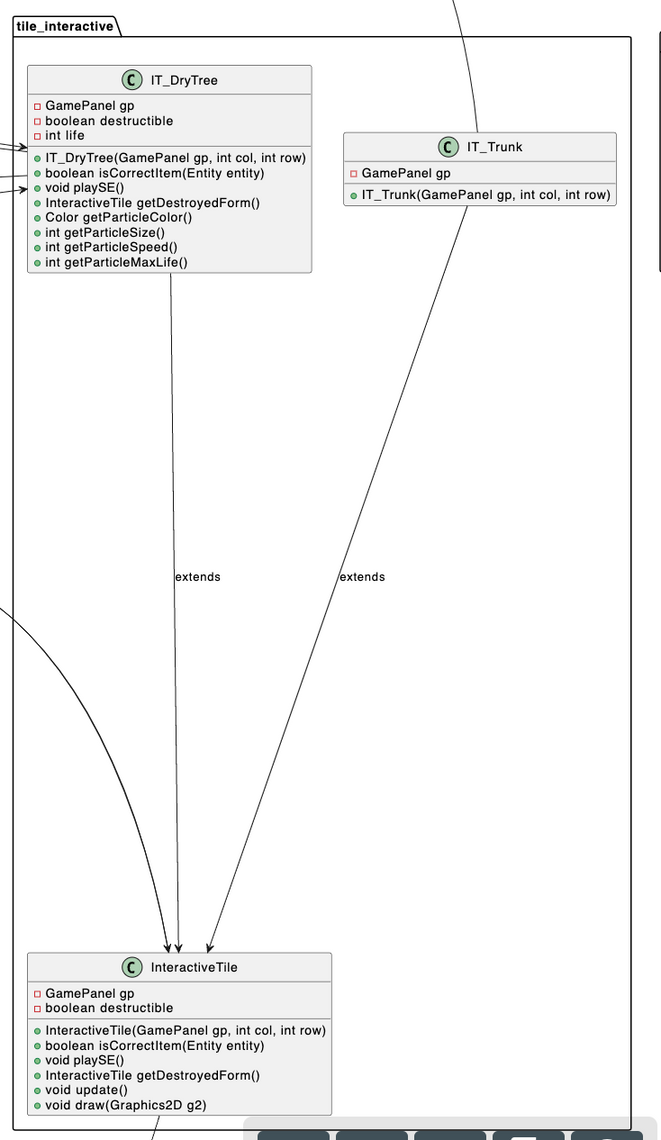 tile_interactive
C IT_DryTree
GamePanel gp
boolean destructible
int life
IT_DryTree(GamePanel gp, int col, int row)
boolean isCorrectItem(Entity entity)
void playSE()
InteractiveTile getDestroyedForm()
Color getParticleColor()
int getParticleSize()
int getParticleSpeed()
int getParticleMaxLife()
C IT_Trunk
GamePanel gp
IT_Trunk(GamePanel gp, int col, int row)
extends
extends
C InteractiveTile
GamePanel gp
boolean destructible
InteractiveTile(GamePanel gp, int col, int row)
boolean isCorrectItem(Entity entity)
void playSE()
InteractiveTile getDestroyedForm()
void update()
void draw(Graphics2D g2)